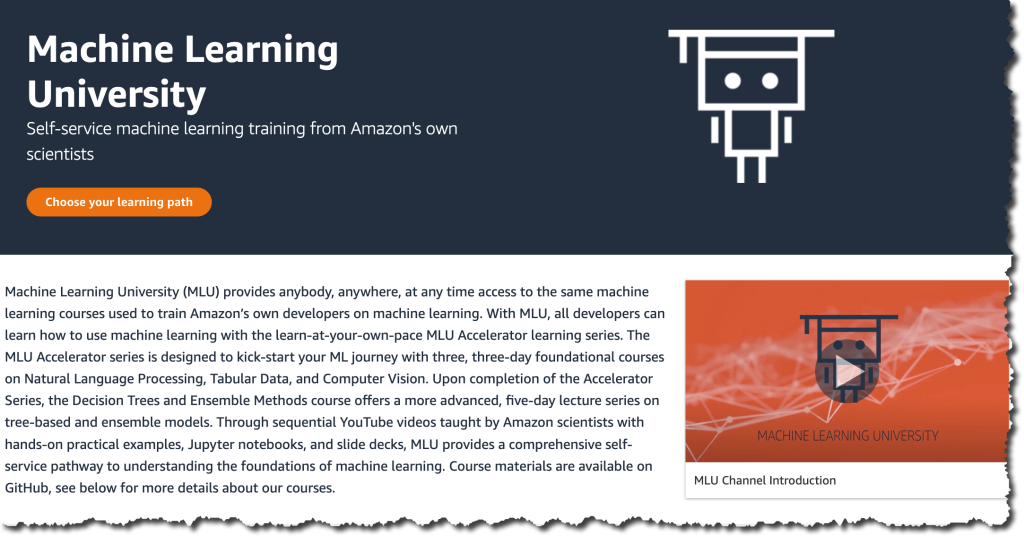 Machine Learning
University
Self-service machine learning training from Amazon's own
scientists
Choose your learning path
Machine Learning University (MLU) provides anybody, anywhere, at any time access to the same machine
learning courses used to train Amazon's own developers on machine learning. With MLU, all developers can
learn how to use machine learning with the learn-at-your-own-pace MLU Accelerator learning series. The
MLU Accelerator series is designed to kick-start your ML journey with three, three-day foundational courses
on Natural Language Processing, Tabular Data, and Computer Vision. Upon completion of the Accelerator
Series, the Decision Trees and Ensemble Methods course offers a more advanced, five-day lecture series on
tree-based and ensemble models. Through sequential YouTube videos taught by Amazon scientists with
hands-on practical examples, Jupyter notebooks, and slide decks, MLU provides a comprehensive self-
service pathway to understanding the foundations of machine learning. Course materials are available on
GitHub, see below for more details about our courses.
MACHINE LEARNING UNIVERSITY
MLU Channel Introduction